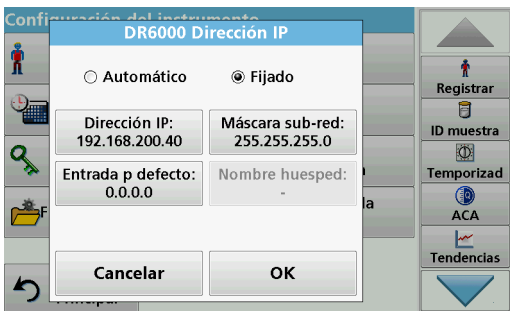 Configuración del instrumento
DR6000 Dirección IP
Automático
Fijado
Dirección IP:
192.168.200.40
Máscara sub-red:
255.255.255.0
Entrada p defecto:
0.0.0.0
Nombre huesped:
-
F
la
Cancelar
OK
Principal
Registrar
ID muestra
Temporizad
ACA
Tendencias